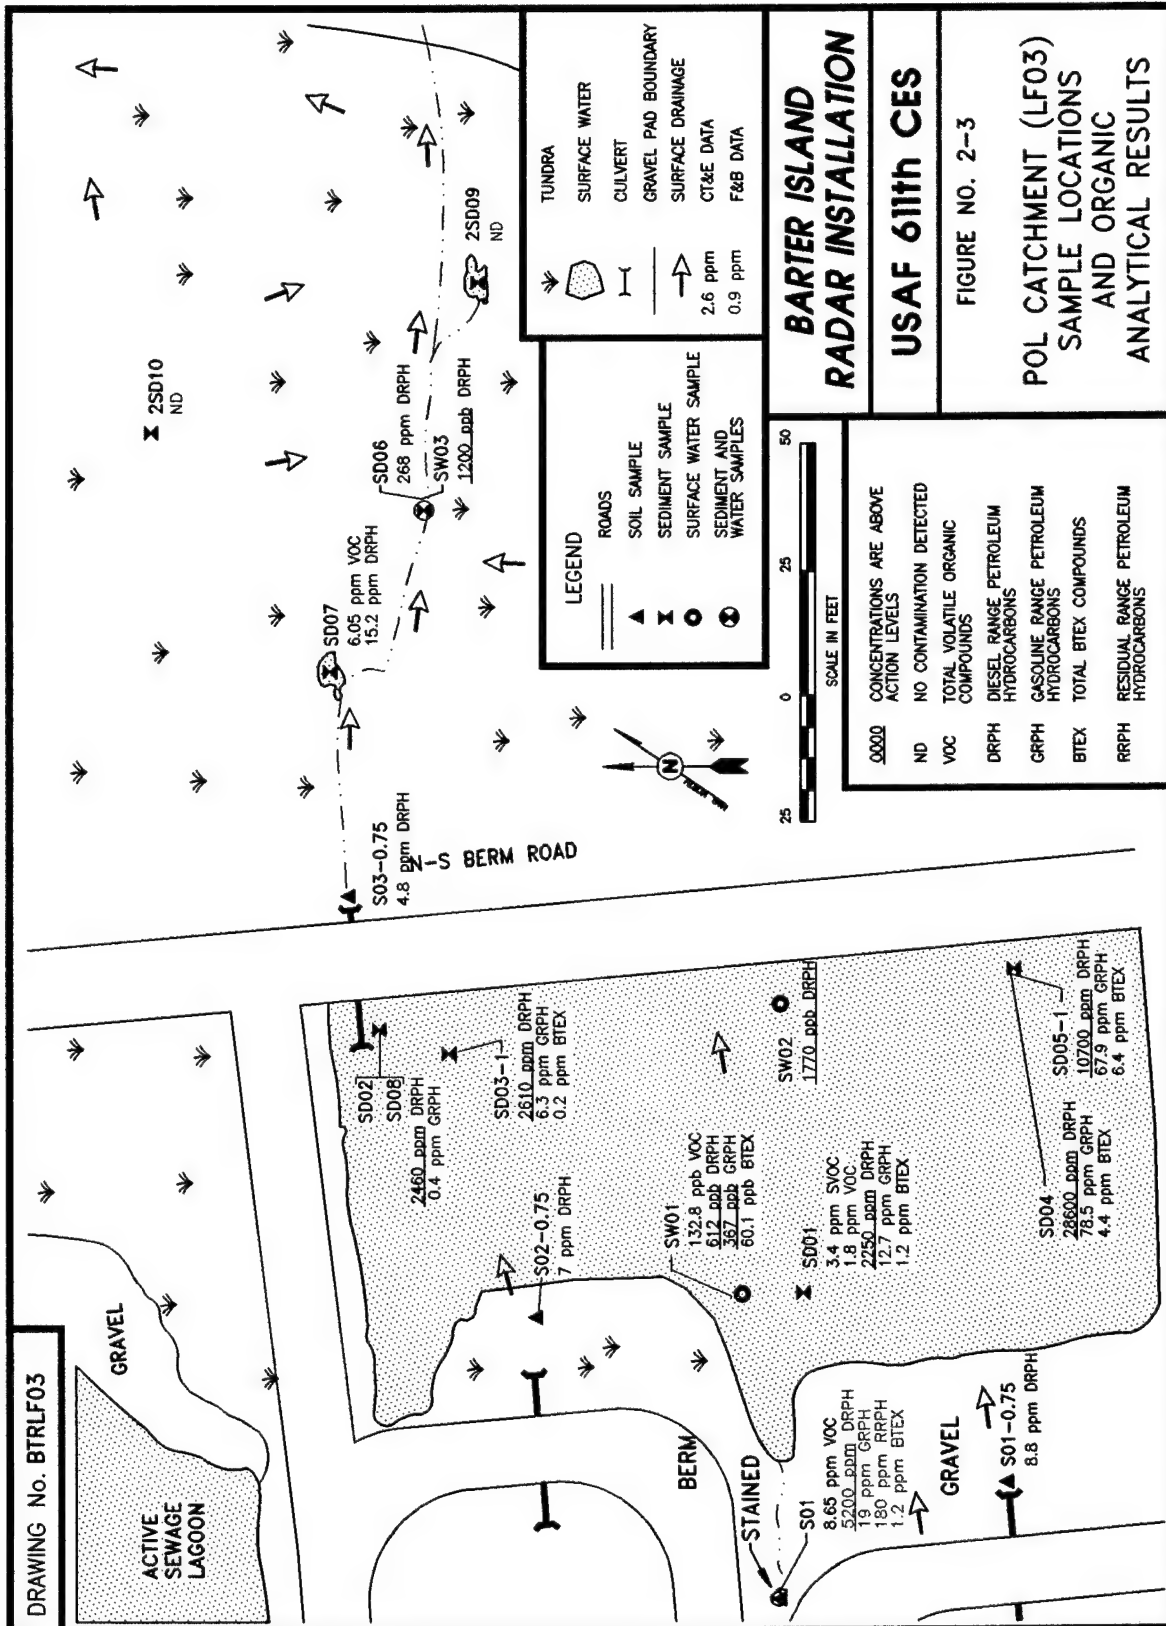 DRAWING No. BTRLF03
ACTIVE
SEWAGE
LAGOON
GRAVEL
SD02
SD08
2460 ppm DRPH
0.4 ppm GRPH
SD03-1
2610 ppm DRPH
6.3 ppm GRPH
0.2 ppm BTEX
S02-0.75
7 ppm DRPH
SW01
132.8 ppb VOC
612 ppb DRPH
367 ppb GRPH
60.1 ppb BTEX
SW02
1770 ppb DRPH
SD01
3.4 ppm SVOC
1.8 ppm VOC
2250 ppm DRPH
12.7 ppm GRPH
1.2 ppm BTEX
SD04
28600 ppm DRPH
78.5 ppm GRPH
4.4 ppm BTEX
SD05-1
10700 ppm DRPH
67.9 ppm GRPH
6.4 ppm BTEX
BERM
STAINED
S01
8.65 ppm VOC
5200 ppm DRPH
19 ppm GRPH
180 ppm RRPH
1.2 ppm BTEX
GRAVEL
S01-0.75
8.8 ppm DRPH
S03-0.75
4.8 ppm DRPH
N-S BERM ROAD
SD07
6.05 ppm VOC
15.2 ppm DRPH
2SD10
ND
SD06
268 ppm DRPH
SW03
1200 ppb DRPH
2SD09
ND
N
LEGEND
ROADS
SOIL SAMPLE
SEDIMENT SAMPLE
SURFACE WATER SAMPLE
SEDIMENT AND
WATER SAMPLES
TUNDRA
SURFACE WATER
CULVERT
GRAVEL PAD BOUNDARY
SURFACE DRAINAGE
2.6 ppm CT&E DATA
0.9 ppm F&B DATA
25 0 25 50
SCALE IN FEET
0000 CONCENTRATIONS ARE ABOVE
ACTION LEVELS
ND NO CONTAMINATION DETECTED
VOC TOTAL VOLATILE ORGANIC
COMPOUNDS
DRPH DIESEL RANGE PETROLEUM
HYDROCARBONS
GRPH GASOLINE RANGE PETROLEUM
HYDROCARBONS
BTEX TOTAL BTEX COMPOUNDS
RRPH RESIDUAL RANGE PETROLEUM
HYDROCARBONS
BARTER ISLAND
RADAR INSTALLATION
USAF 611th CES
FIGURE NO. 2-3
POL CATCHMENT (LF03)
SAMPLE LOCATIONS
AND ORGANIC
ANALYTICAL RESULTS